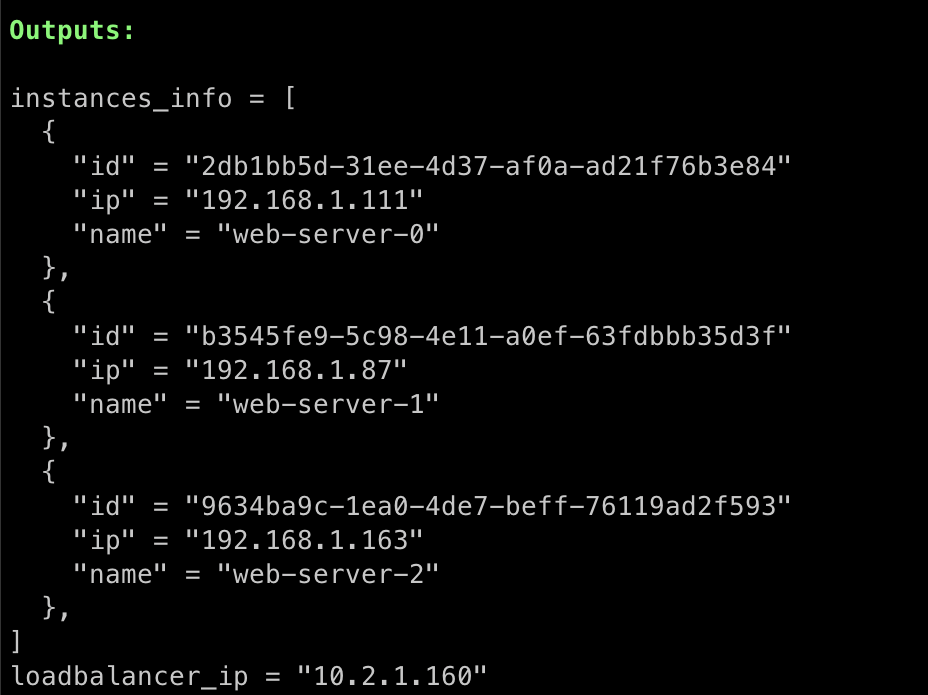 Outputs:
instances_info = [
  {
    "id" = "2db1bb5d-31ee-4d37-af0a-ad21f76b3e84"
    "ip" = "192.168.1.111"
    "name" = "web-server-0"
  },
  {
    "id" = "b3545fe9-5c98-4e11-a0ef-63fdbbb35d3f"
    "ip" = "192.168.1.87"
    "name" = "web-server-1"
  },
  {
    "id" = "9634ba9c-1ea0-4de7-beff-76119ad2f593"
    "ip" = "192.168.1.163"
    "name" = "web-server-2"
  },
]
loadbalancer_ip = "10.2.1.160"